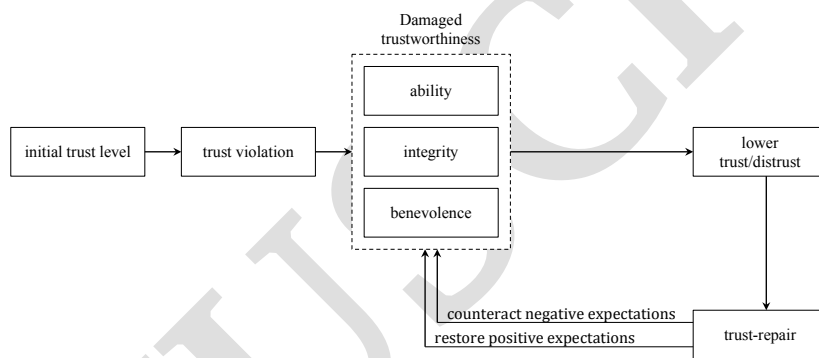 Damaged
trustworthiness
ability
initial trust level
trust violation
integrity
lower
trust/distrust
benevolence
counteract negative expectations
restore positive expectations
trust-repair